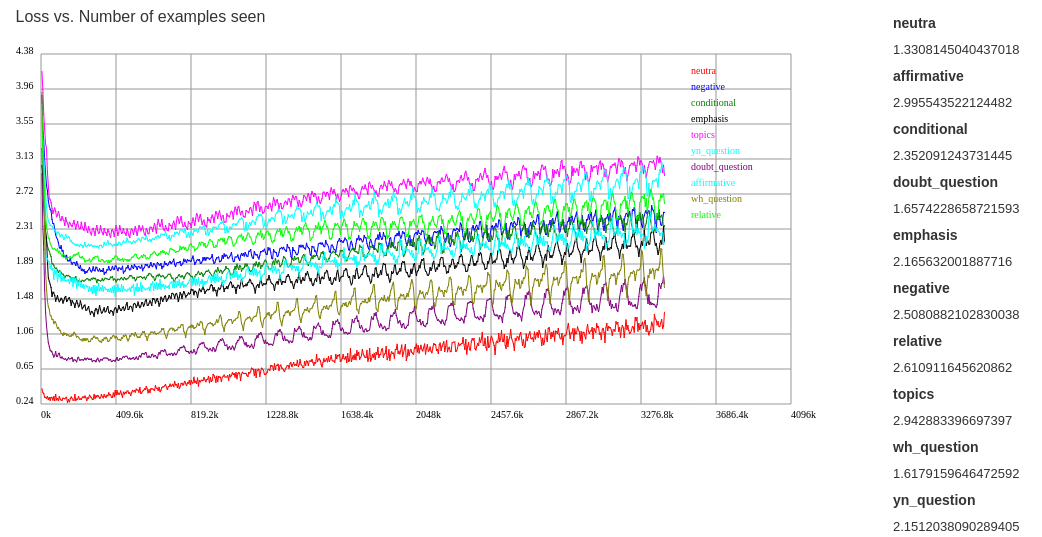 Loss vs. Number of examples seen
4.38
3.96
3.55
3.13
2.72
2.31
1.89
1.48
1.06
0.65
0.24
0k 409.6k 819.2k 1228.8k 1638.4k 2048k 2457.6k 2867.2k 3276.8k 3686.4k 4096k
neutra
negative
conditional
emphasis
topics
yn_question
doubt_question
affirmative
wh_question
relative
neutra
1.3308145040437018
affirmative
2.995543522124482
conditional
2.352091243731445
doubt_question
1.6574228658721593
emphasis
2.165632001887716
negative
2.5080882102830038
relative
2.610911645620862
topics
2.942883396697397
wh_question
1.6179159646472592
yn_question
2.1512038090289405